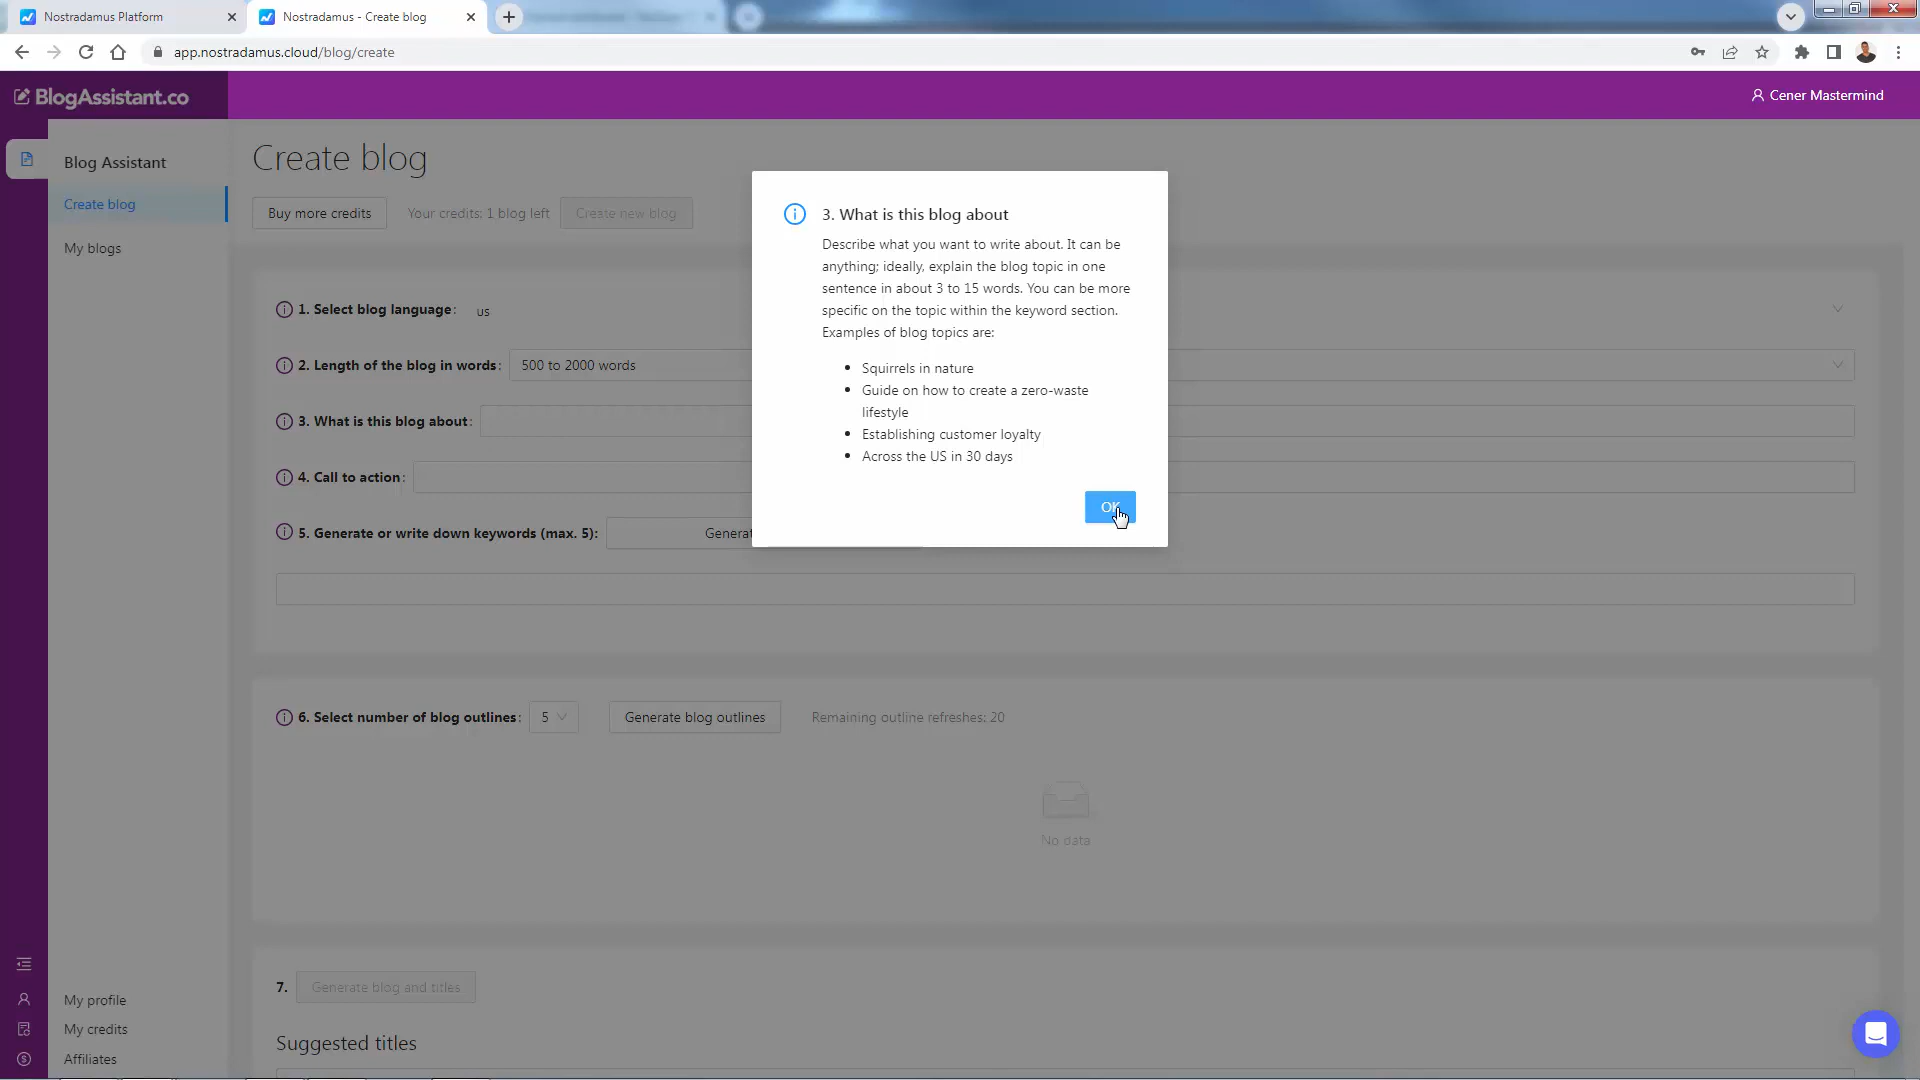 Nostradamus Platform
Nostradamus - Create blog
app.nostradamus.cloud/blog/create
BlogAssistant.co
Cener Mastermind
Blog Assistant
Create blog
My blogs
My profile
My credits
Affiliates
Create blog
Buy more credits
Your credits: 1 blog left
Create new blog
1. Select blog language: us
2. Length of the blog in words: 500 to 2000 words
3. What is this blog about:
4. Call to action:
5. Generate or write down keywords (max. 5):
6. Select number of blog outlines: 5
Generate blog outlines
Remaining outline refreshes: 20
No data
7. Generate blog and titles
Suggested titles
3. What is this blog about
Describe what you want to write about. It can be
anything; ideally, explain the blog topic in one
sentence in about 3 to 15 words. You can be more
specific on the topic within the keyword section.
Examples of blog topics are:
• Squirrels in nature
• Guide on how to create a zero-waste
lifestyle
• Establishing customer loyalty
• Across the US in 30 days
OK